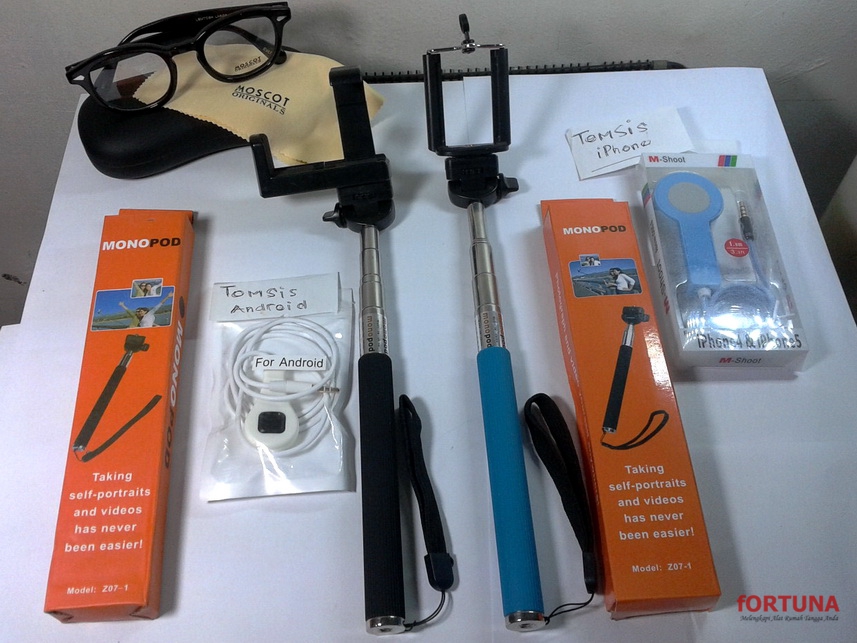 MOSCOT
ORIGINALS
TOMSIS
iPhone
M-Shoot
MONOPOD
MONOPOD
MONOPOD
TOMSIS
Android
For Android
monopod
monopod
iPhone4 & iPhone5
M-Shoot
Taking
self-portraits
and videos
has never
been easier!
Model: Z07-1
Taking
self-portraits
and videos
has never
been easier!
Model: Z07-1
fORTUNA
Melengkapi Alat Rumah Tangga Anda